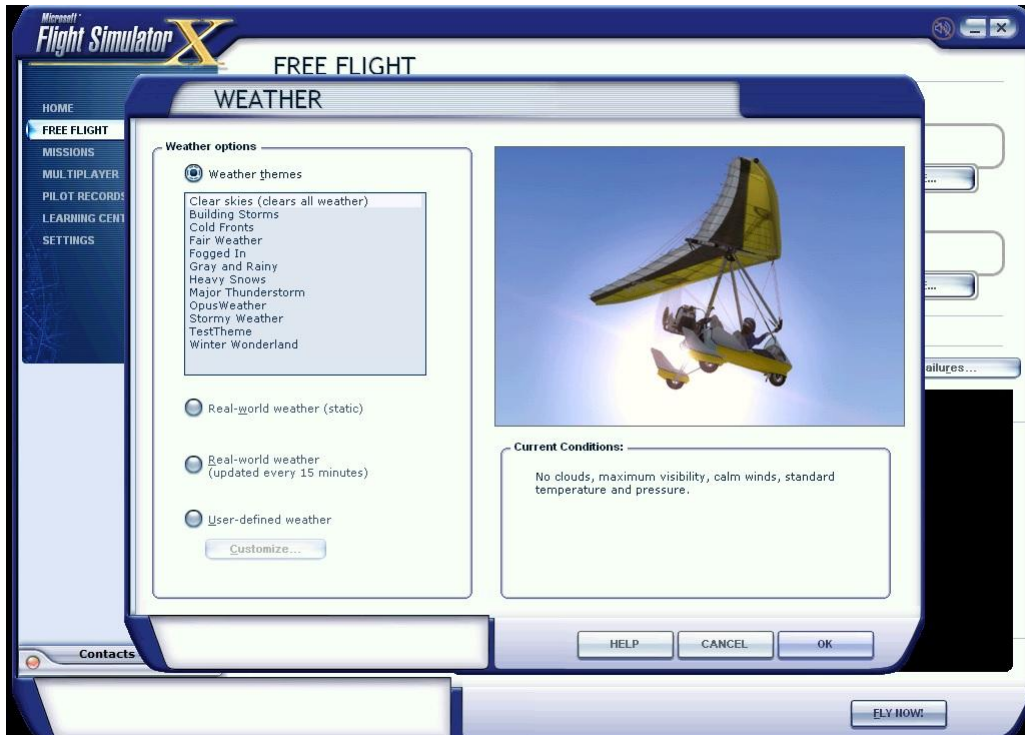 Microsoft
Flight Simulator X
FREE FLIGHT
WEATHER
HOME
FREE FLIGHT
MISSIONS
MULTIPLAYER
PILOT RECORDS
LEARNING CENT
SETTINGS
Weather options
Weather themes
Clear skies (clears all weather)
Building Storms
Cold Fronts
Fair Weather
Fogged In
Gray and Rainy
Heavy Snows
Major Thunderstorm
OpusWeather
Stormy Weather
TestTheme
Winter Wonderland
Real-world weather (static)
Real-world weather
(updated every 15 minutes)
User-defined weather
Customize...
Current Conditions:
No clouds, maximum visibility, calm winds, standard
temperature and pressure.
ailures...
HELP
CANCEL
OK
Contacts
FLY NOW!